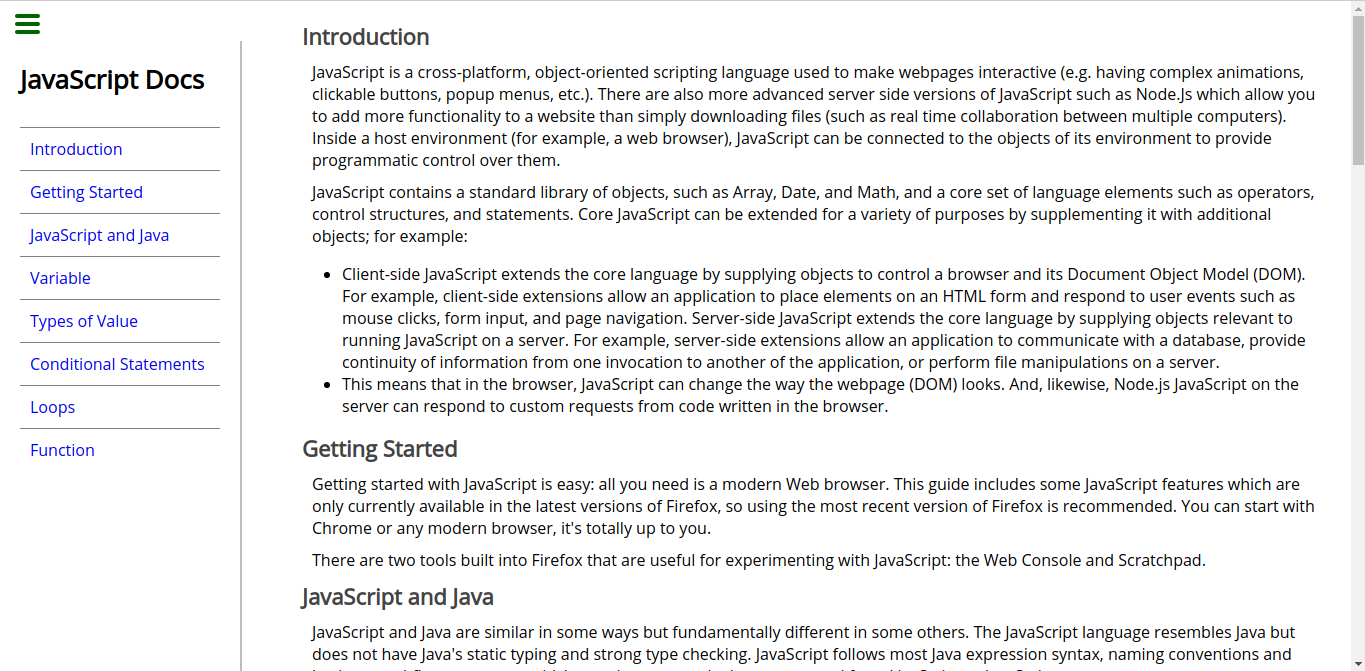 JavaScript Docs
Introduction
Getting Started
JavaScript and Java
Variable
Types of Value
Conditional Statements
Loops
Function
Introduction
JavaScript is a cross-platform, object-oriented scripting language used to make webpages interactive (e.g. having complex animations,
clickable buttons, popup menus, etc.). There are also more advanced server side versions of JavaScript such as Node.Js which allow you
to add more functionality to a website than simply downloading files (such as real time collaboration between multiple computers).
Inside a host environment (for example, a web browser), JavaScript can be connected to the objects of its environment to provide
programmatic control over them.
JavaScript contains a standard library of objects, such as Array, Date, and Math, and a core set of language elements such as operators,
control structures, and statements. Core JavaScript can be extended for a variety of purposes by supplementing it with additional
objects; for example:
Client-side JavaScript extends the core language by supplying objects to control a browser and its Document Object Model (DOM).
For example, client-side extensions allow an application to place elements on an HTML form and respond to user events such as
mouse clicks, form input, and page navigation. Server-side JavaScript extends the core language by supplying objects relevant to
running JavaScript on a server. For example, server-side extensions allow an application to communicate with a database, provide
continuity of information from one invocation to another of the application, or perform file manipulations on a server.
This means that in the browser, JavaScript can change the way the webpage (DOM) looks. And, likewise, Node.js JavaScript on the
server can respond to custom requests from code written in the browser.
Getting Started
Getting started with JavaScript is easy: all you need is a modern Web browser. This guide includes some JavaScript features which are
only currently available in the latest versions of Firefox, so using the most recent version of Firefox is recommended. You can start with
Chrome or any modern browser, it's totally up to you.
There are two tools built into Firefox that are useful for experimenting with JavaScript: the Web Console and Scratchpad.
JavaScript and Java
JavaScript and Java are similar in some ways but fundamentally different in some others. The JavaScript language resembles Java but
does not have Java's static typing and strong type checking. JavaScript follows most Java expression syntax, naming conventions and